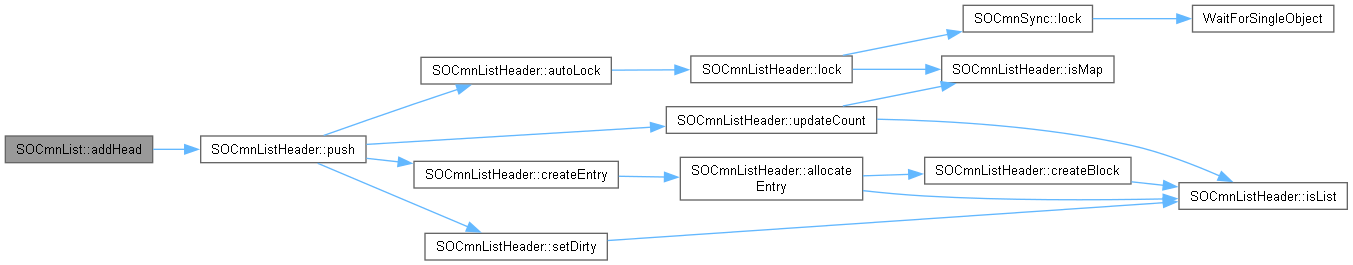 SOCmnList::addHead
SOCmnListHeader::push
SOCmnListHeader::autoLock
SOCmnListHeader::lock
SOCmnSync::lock
WaitForSingleObject
SOCmnListHeader::isMap
SOCmnListHeader::updateCount
SOCmnListHeader::createEntry
SOCmnListHeader::allocate
Entry
SOCmnListHeader::createBlock
SOCmnListHeader::isList
SOCmnListHeader::setDirty